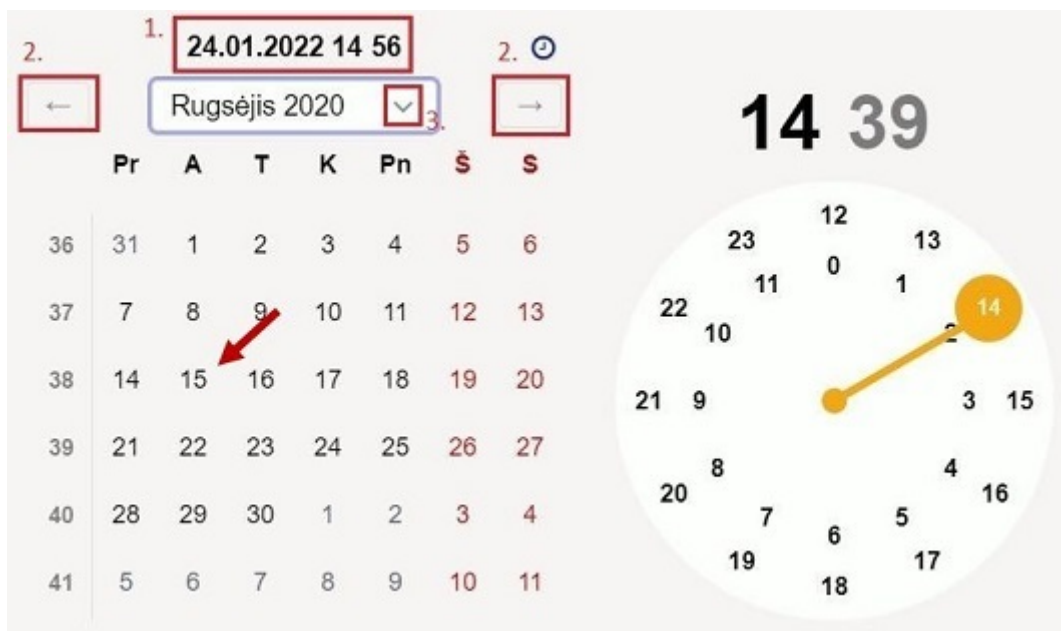 1.
24.01.2022 14 56
2.
2.
←
Rugsėjis 2020
3.
→
Pr A T K Pn Š S
36 31 1 2 3 4 5 6
37 7 8 9 10 11 12 13
38 14 15 16 17 18 19 20
39 21 22 23 24 25 26 27
40 28 29 30 1 2 3 4
41 5 6 7 8 9 10 11
14 39
12
23 13
0
11 1
22 14
10 2
21 9 3 15
8 4
20 16
7 5
6
19 17
18